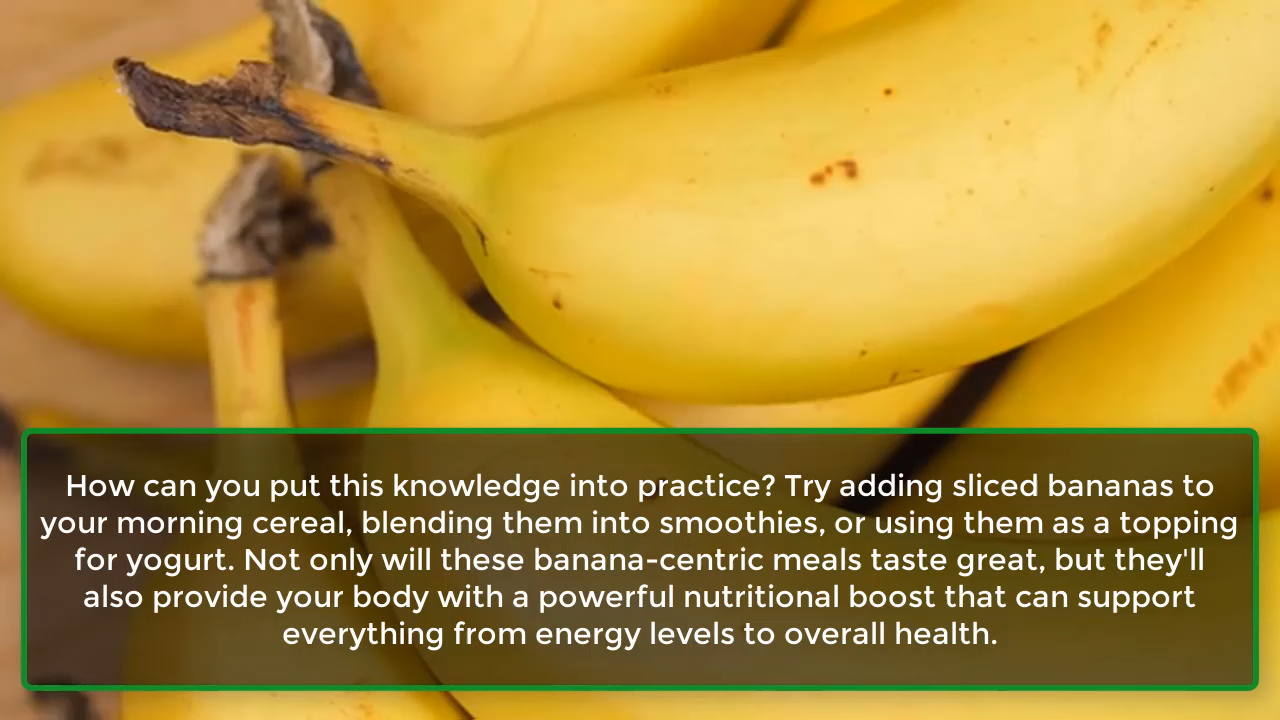 How can you put this knowledge into practice? Try adding sliced bananas to
your morning cereal, blending them into smoothies, or using them as a topping
for yogurt. Not only will these banana-centric meals taste great, but they'll
also provide your body with a powerful nutritional boost that can support
everything from energy levels to overall health.